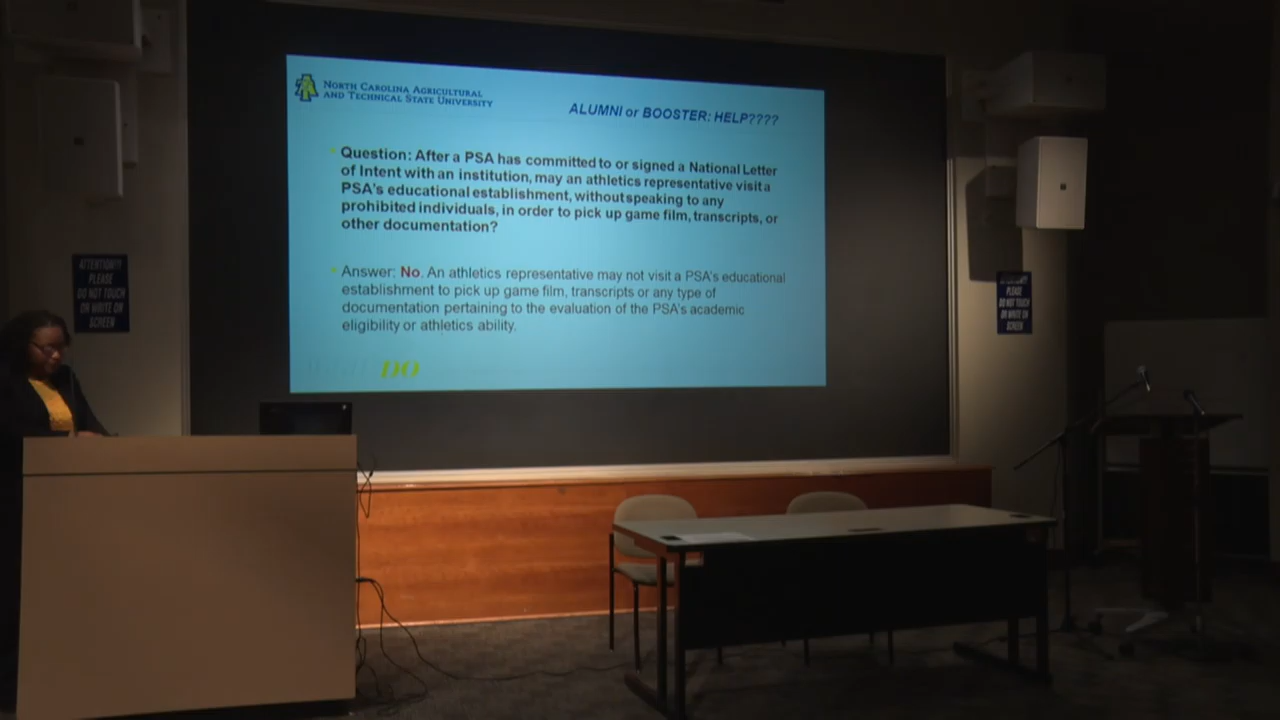 NORTH CAROLINA AGRICULTURAL
AND TECHNICAL STATE UNIVERSITY
ALUMNI or BOOSTER: HELP????
Question: After a PSA has committed to or signed a National Letter
of Intent with an institution, may an athletics representative visit a
PSA's educational establishment, without speaking to any
prohibited individuals, in order to pick up game film, transcripts, or
other documentation?
Answer: No. An athletics representative may not visit a PSA's educational
establishment to pick up game film, transcripts or any type of
documentation pertaining to the evaluation of the PSA's academic
eligibility or athletics ability.
DO
ATTENTION!!
PLEASE
DO NOT TOUCH
OR WRITE ON
SCREEN
ATTENTION!!
PLEASE
DO NOT TOUCH
OR WRITE ON
SCREEN